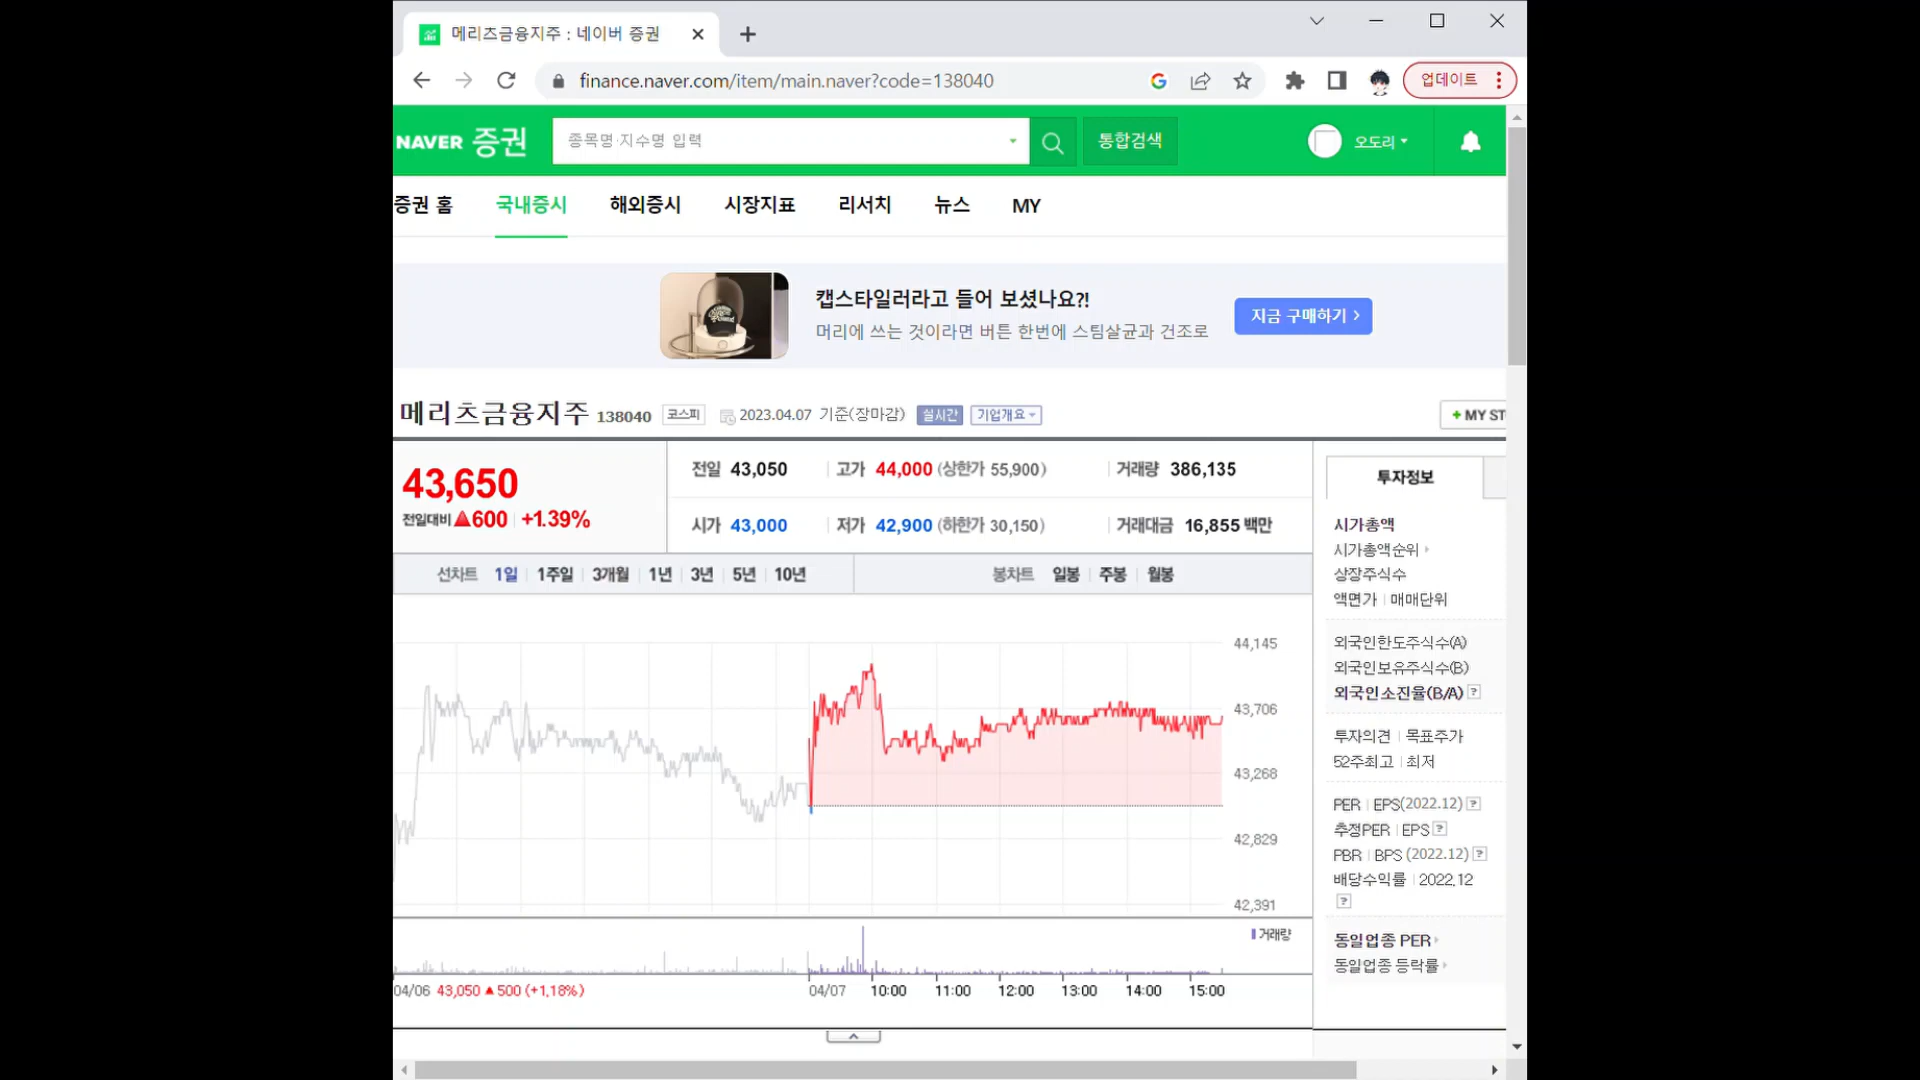 메리츠금융지주 : 네이버 증권
finance.naver.com/item/main.naver?code=138040
업데이트
NAVER 증권
종목명·지수명 입력
통합검색
오도리
증권 홈 국내증시 해외증시 시장지표 리서치 뉴스 MY
캡스타일러라고 들어 보셨나요?!
머리에 쓰는 것이라면 버튼 한번에 스팀살균과 건조로
지금 구매하기
메리츠금융지주 138040 코스피 2023.04.07 기준(장마감) 실시간 기업개요
+ MY ST
43,650
전일대비 ▲600 +1.39%
전일 43,050 고가 44,000 (상한가 55,900) 거래량 386,135
시가 43,000 저가 42,900 (하한가 30,150) 거래대금 16,855 백만
선차트 1일 1주일 3개월 1년 3년 5년 10년 봉차트 일봉 주봉 월봉
44,145
43,706
43,268
42,829
42,391
거래량
04/06 43,050 ▲ 500 (+1.18%) 04/07 10:00 11:00 12:00 13:00 14:00 15:00
투자정보
시가총액
시가총액순위
상장주식수
액면가 매매단위
외국인한도주식수(A)
외국인보유주식수(B)
외국인소진율(B/A) ?
투자의견 목표주가
52주최고 최저
PER EPS(2022.12) ?
추정PER EPS ?
PBR BPS (2022.12) ?
배당수익률 2022.12
?
동일업종 PER
동일업종 등락률